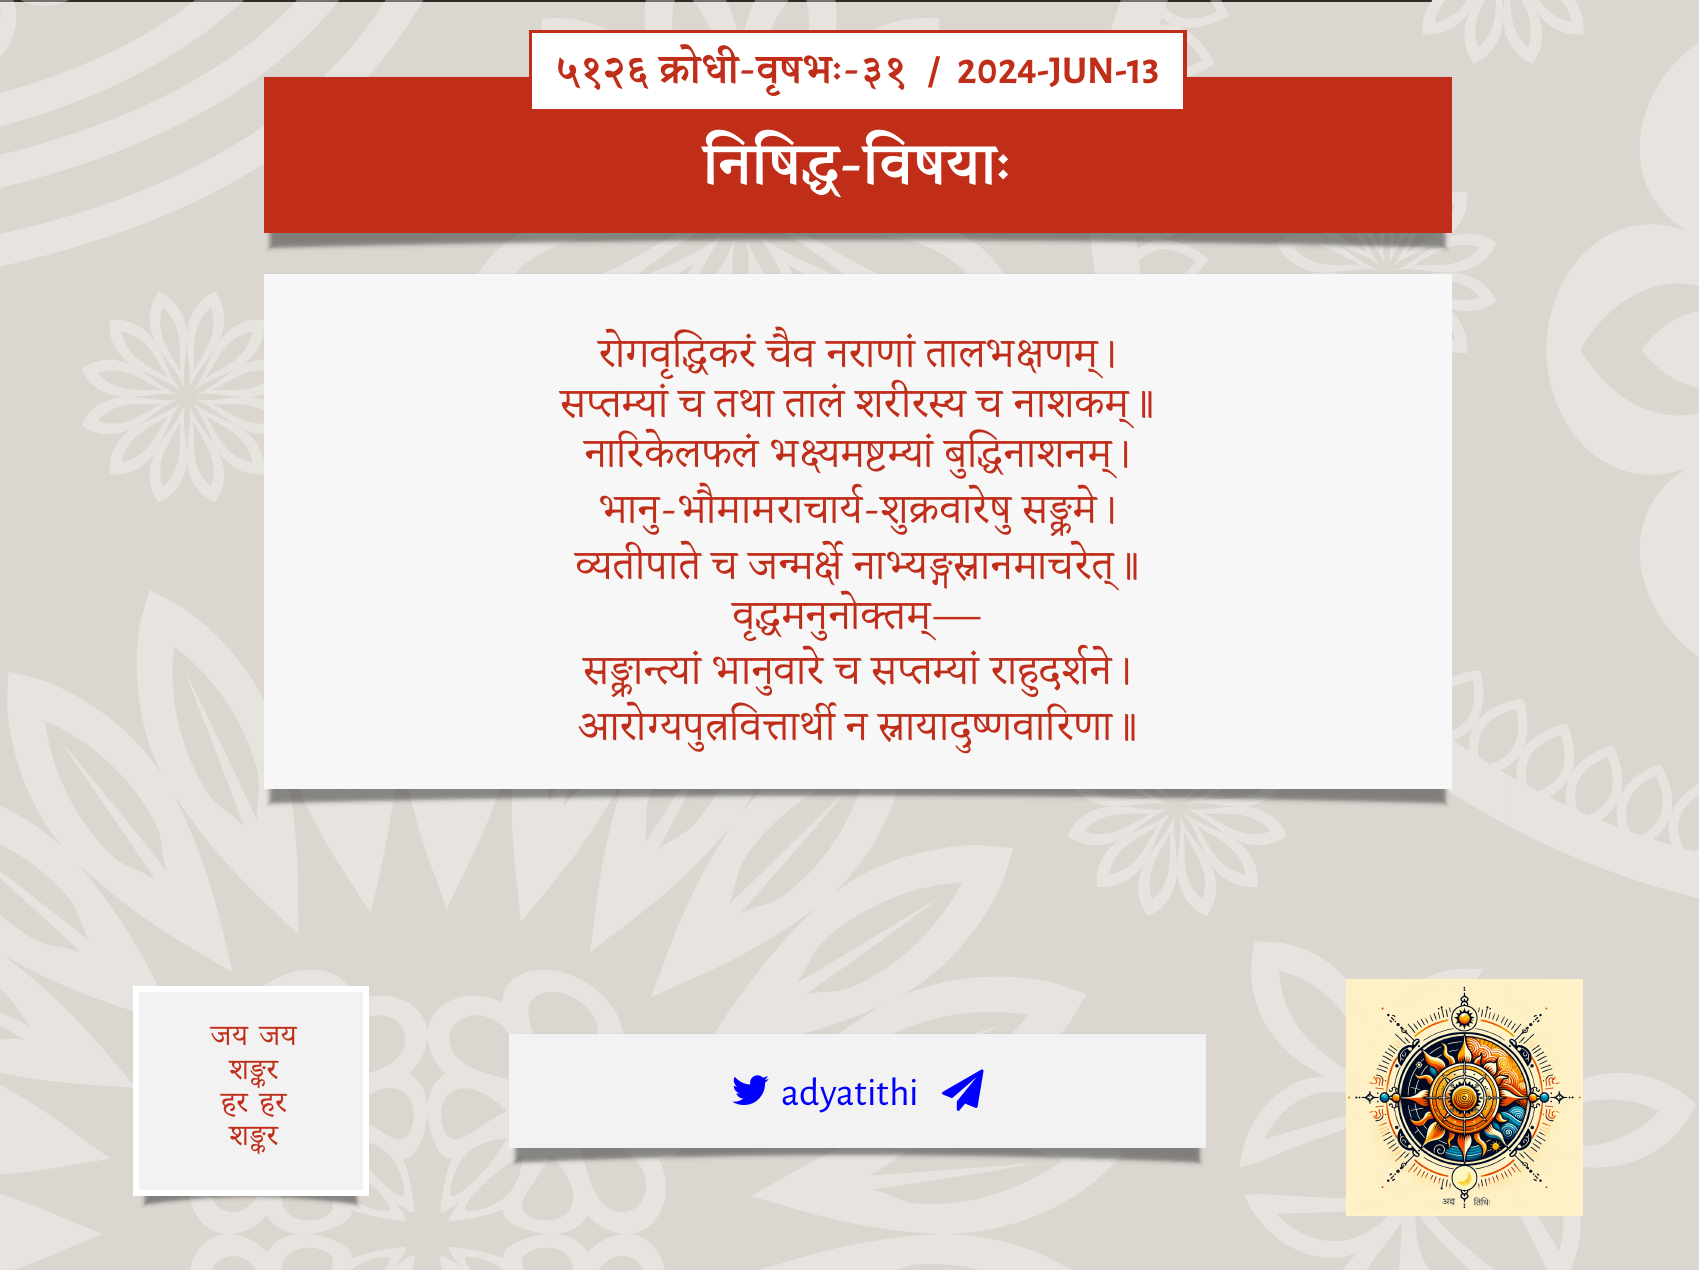 ५१२६ क्रोधी-वृषभः-३१ / 2024-JUN-13
निषिद्ध-विषयाः
रोगवृद्धिकरं चैव नराणां तालभक्षणम्।
सप्तम्यां च तथा तालं शरीरस्य च नाशकम्॥
नारिकेलफलं भक्ष्यमष्टम्यां बुद्धिनाशनम्।
भानु-भौमामराचार्य-शुक्रवारेषु सङ्क्रमे।
व्यतीपाते च जन्मर्क्षे नाभ्यङ्गस्नानमाचरेत्॥
वृद्धमनुनोक्तम्—
सङ्क्रान्त्यां भानुवारे च सप्तम्यां राहुदर्शने।
आरोग्यपुत्रवित्तार्थी न स्नायादुष्णवारिणा॥
जय जय
शङ्कर
हर हर
शङ्कर
adyatithi
अद्य तिथिः